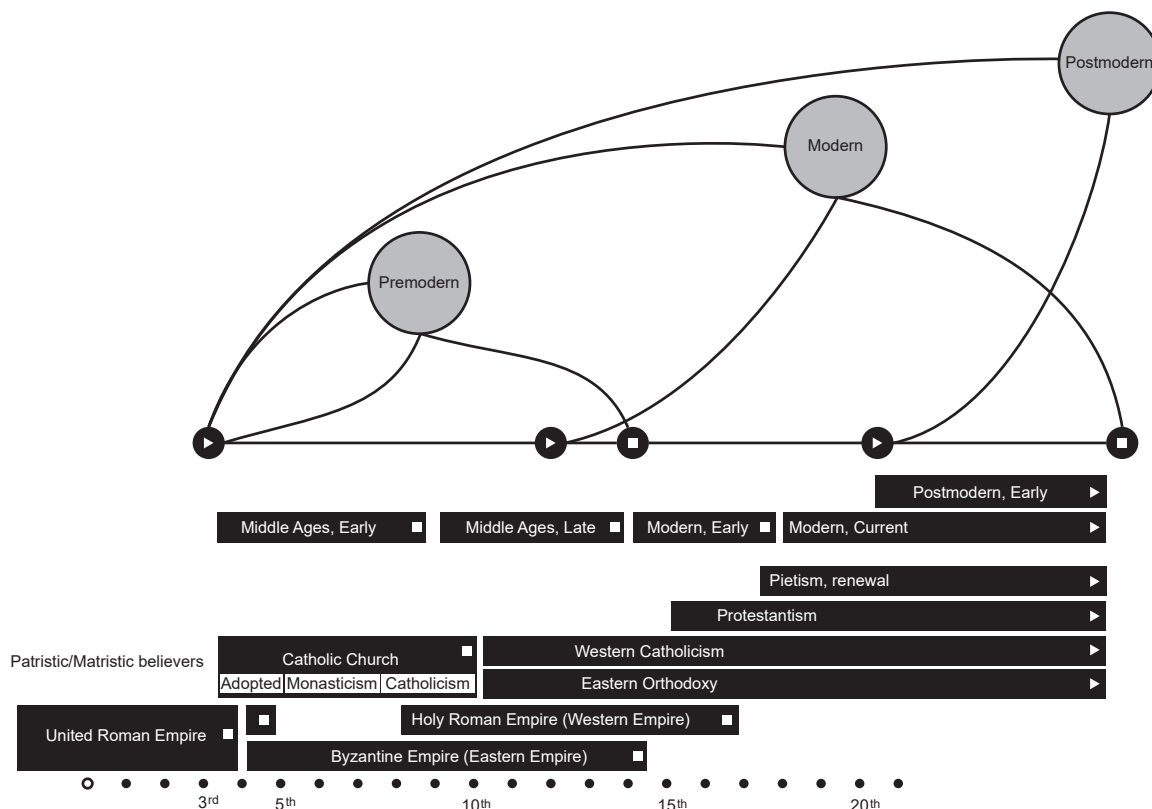 Postmodern
Modern
Premodern
Postmodern, Early
Middle Ages, Early
Middle Ages, Late
Modern, Early
Modern, Current
Pietism, renewal
Protestantism
Patristic/Matristic believers
Catholic Church
Western Catholicism
Adopted
Monasticism
Catholicism
Eastern Orthodoxy
United Roman Empire
Holy Roman Empire (Western Empire)
Byzantine Empire (Eastern Empire)
3rd
5th
10th
15th
20th